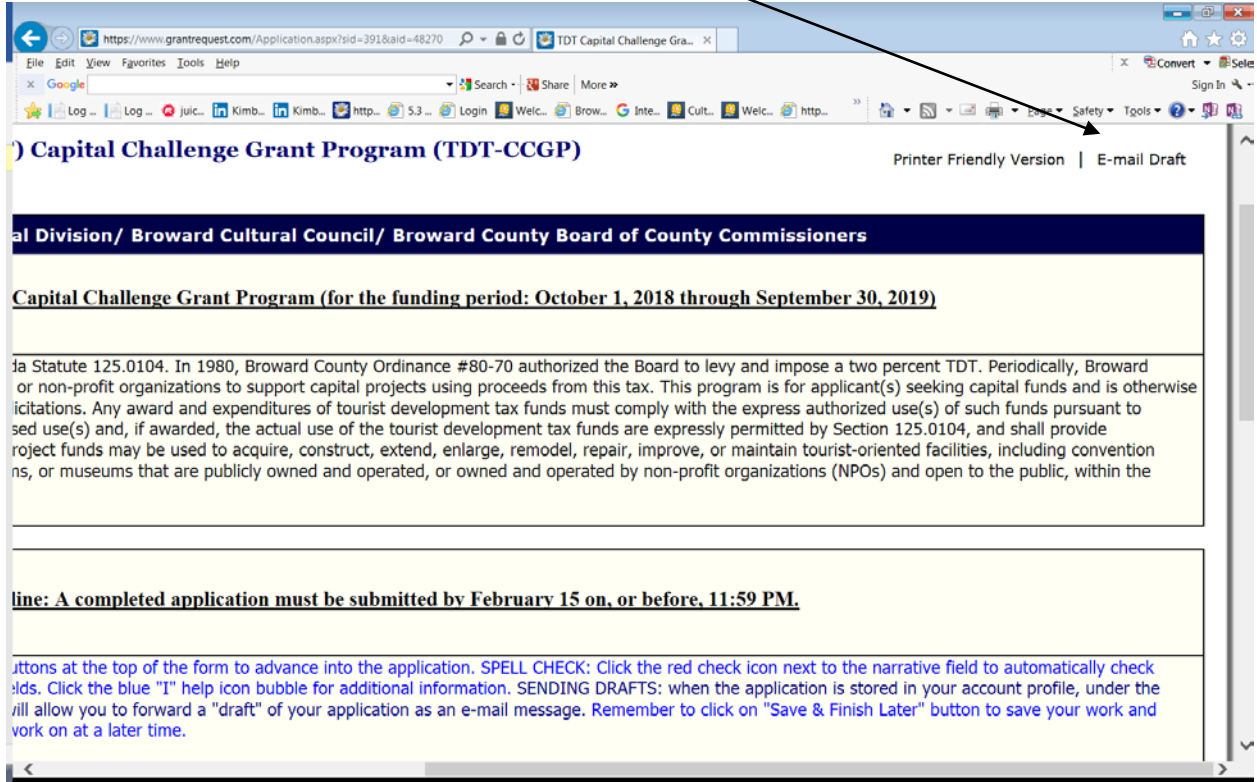 https://www.grantrequest.com/Application.aspx?sid=391&aid=48270 TDT Capital Challenge Gra... ×
File Edit View Favorites Tools Help x Convert Sele
x Google Search Share More » Sign In
Log ... Log ... juic... Kimb... Kimb... http... 5.3 ... Login Welc... Brow... Inte... Cult... Welc... http... » Page Safety Tools
) Capital Challenge Grant Program (TDT-CCGP)
Printer Friendly Version | E-mail Draft
al Division/ Broward Cultural Council/ Broward County Board of County Commissioners
Capital Challenge Grant Program (for the funding period: October 1, 2018 through September 30, 2019)
da Statute 125.0104. In 1980, Broward County Ordinance #80-70 authorized the Board to levy and impose a two percent TDT. Periodically, Broward
or non-profit organizations to support capital projects using proceeds from this tax. This program is for applicant(s) seeking capital funds and is otherwise
icitations. Any award and expenditures of tourist development tax funds must comply with the express authorized use(s) of such funds pursuant to
sed use(s) and, if awarded, the actual use of the tourist development tax funds are expressly permitted by Section 125.0104, and shall provide
roject funds may be used to acquire, construct, extend, enlarge, remodel, repair, improve, or maintain tourist-oriented facilities, including convention
ns, or museums that are publicly owned and operated, or owned and operated by non-profit organizations (NPOs) and open to the public, within the
line: A completed application must be submitted by February 15 on, or before, 11:59 PM.
uttons at the top of the form to advance into the application. SPELL CHECK: Click the red check icon next to the narrative field to automatically check
elds. Click the blue "I" help icon bubble for additional information. SENDING DRAFTS: when the application is stored in your account profile, under the
vill allow you to forward a "draft" of your application as an e-mail message. Remember to click on "Save & Finish Later" button to save your work and
work on at a later time.